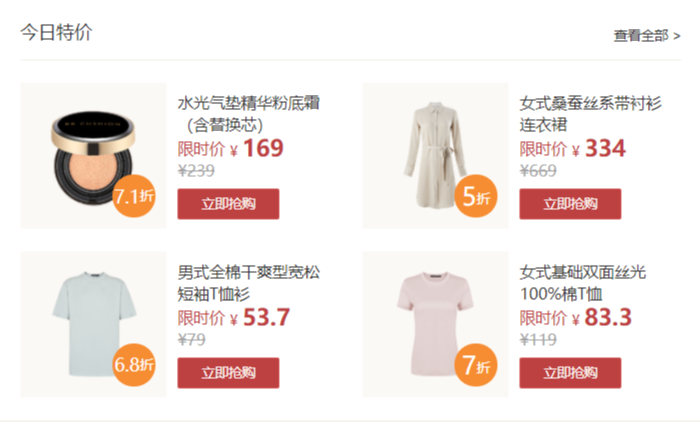 今日特价
查看全部 >
水光气垫精华粉底霜
（含替换芯）
限时价 ¥ 169
¥239
立即抢购
7.1折
女式桑蚕丝系带衬衫
连衣裙
限时价 ¥ 334
¥669
立即抢购
5折
男式全棉干爽型宽松
短袖T恤衫
限时价 ¥ 53.7
¥79
立即抢购
6.8折
女式基础双面丝光
100%棉T恤
限时价 ¥ 83.3
¥119
立即抢购
7折